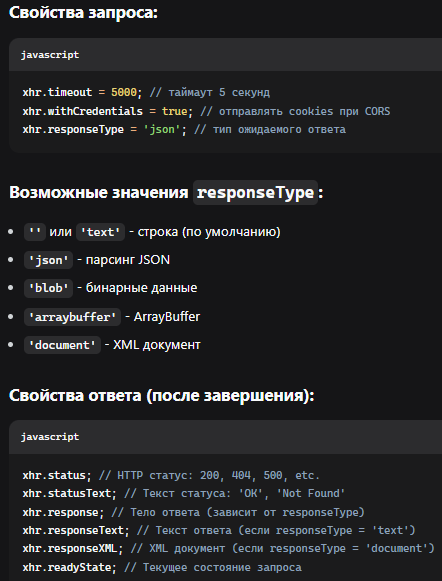 Свойства запроса:
javascript
xhr.timeout = 5000; // таймаут 5 секунд
xhr.withCredentials = true; // отправлять cookies при CORS
xhr.responseType = 'json'; // тип ожидаемого ответа
Возможные значения responseType:
'' или 'text' - строка (по умолчанию)
'json' - парсинг JSON
'blob' - бинарные данные
'arraybuffer' - ArrayBuffer
'document' - XML документ
Свойства ответа (после завершения):
javascript
xhr.status; // HTTP статус: 200, 404, 500, etc.
xhr.statusText; // Текст статуса: 'OK', 'Not Found'
xhr.response; // Тело ответа (зависит от responseType)
xhr.responseText; // Текст ответа (если responseType = 'text')
xhr.responseXML; // XML документ (если responseType = 'document')
xhr.readyState; // Текущее состояние запроса